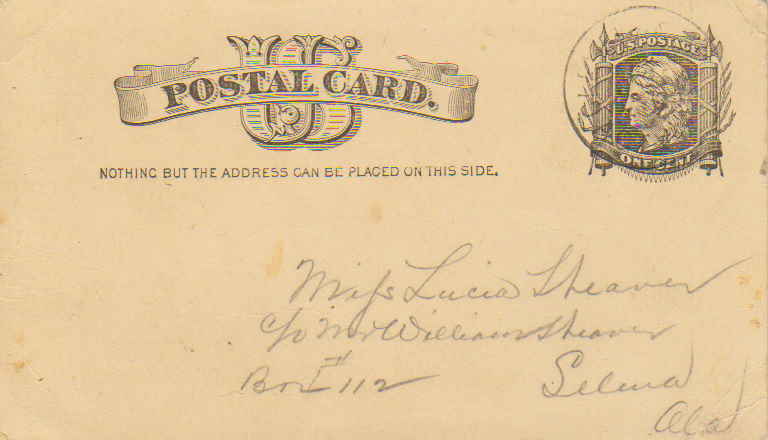 US
POSTAL CARD.
U.S. POSTAGE
ONE CENT
NOTHING BUT THE ADDRESS CAN BE PLACED ON THIS SIDE.
Miss Lucia Sheaver
c/o Mr William Sheaver
Box 112 Selma
Ala